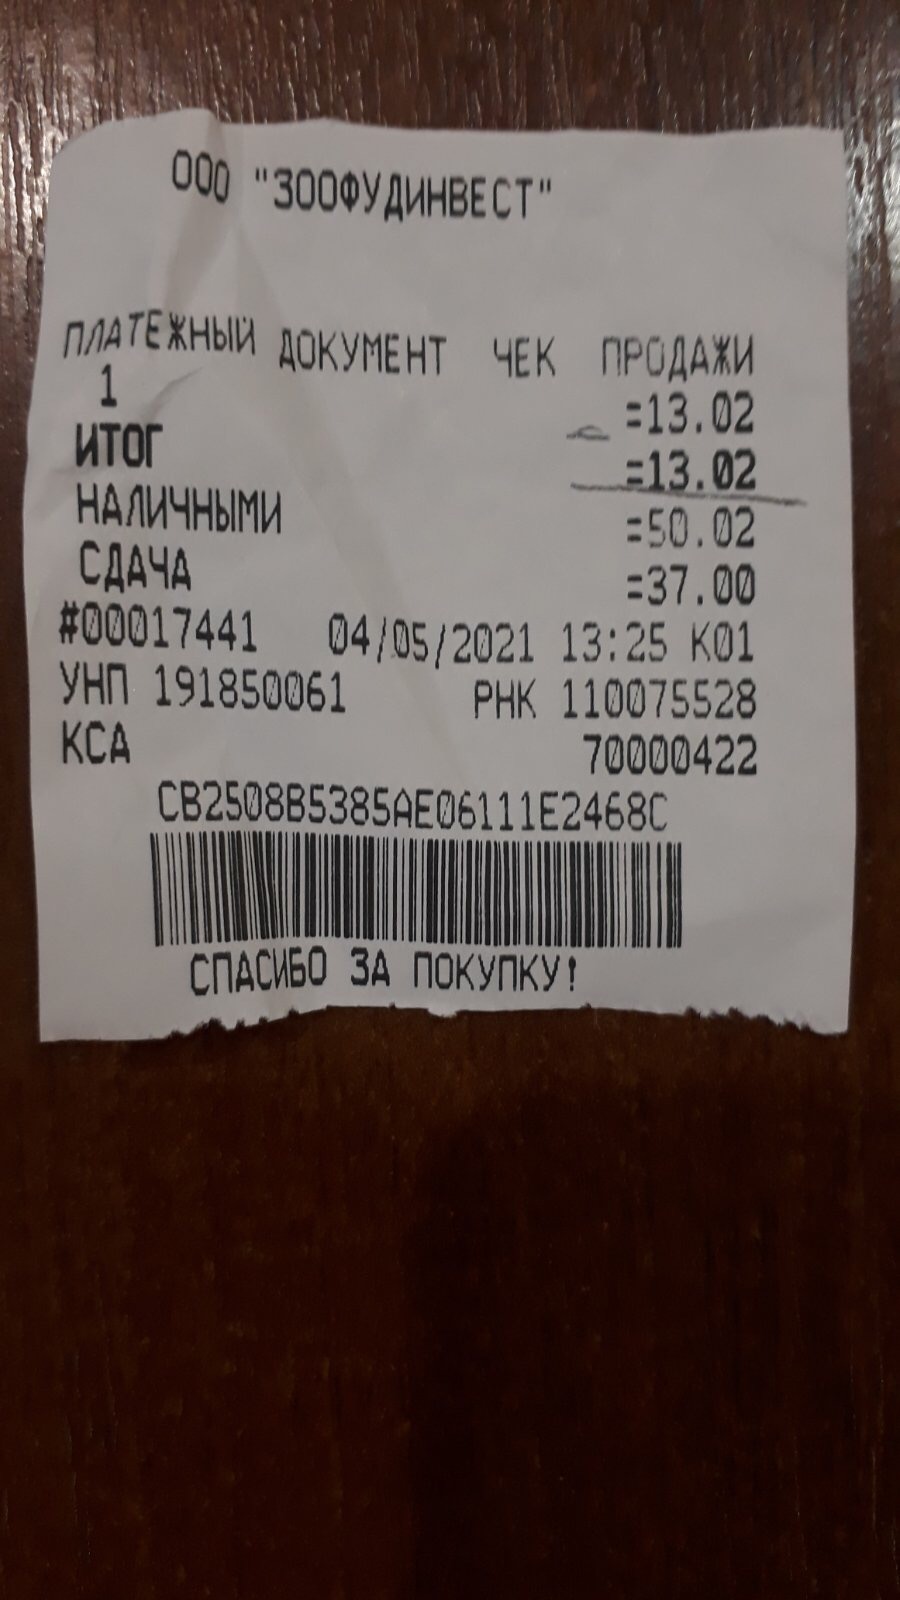 ООО "ЗООФУДИНВЕСТ"
ПЛАТЕЖНЫЙ ДОКУМЕНТ ЧЕК ПРОДАЖИ
1 =13.02
ИТОГ =13.02
НАЛИЧНЫМИ =50.02
СДАЧА =37.00
#00017441 04/05/2021 13:25 К01
УНП 191850061 РНК 110075528
КСА 70000422
CB2508B5385AE06111E2468C
СПАСИБО ЗА ПОКУПКУ!